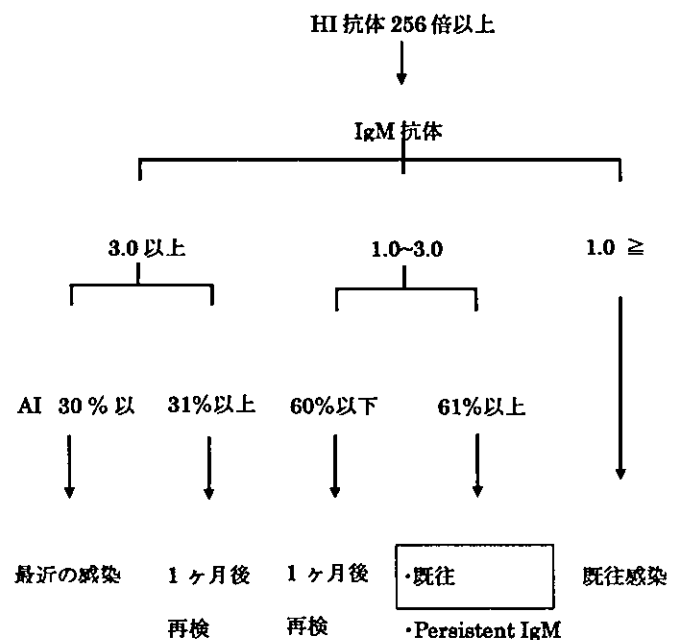 HI 抗体 256 倍以上
IgM 抗体
3.0 以上 1.0~3.0 1.0 ≧
AI 30 % 以 31%以上 60%以下 61%以上
最近の感染 1 ヶ月後 1 ヶ月後 ・既往 既往感染
再検 再検 ・Persistent IgM